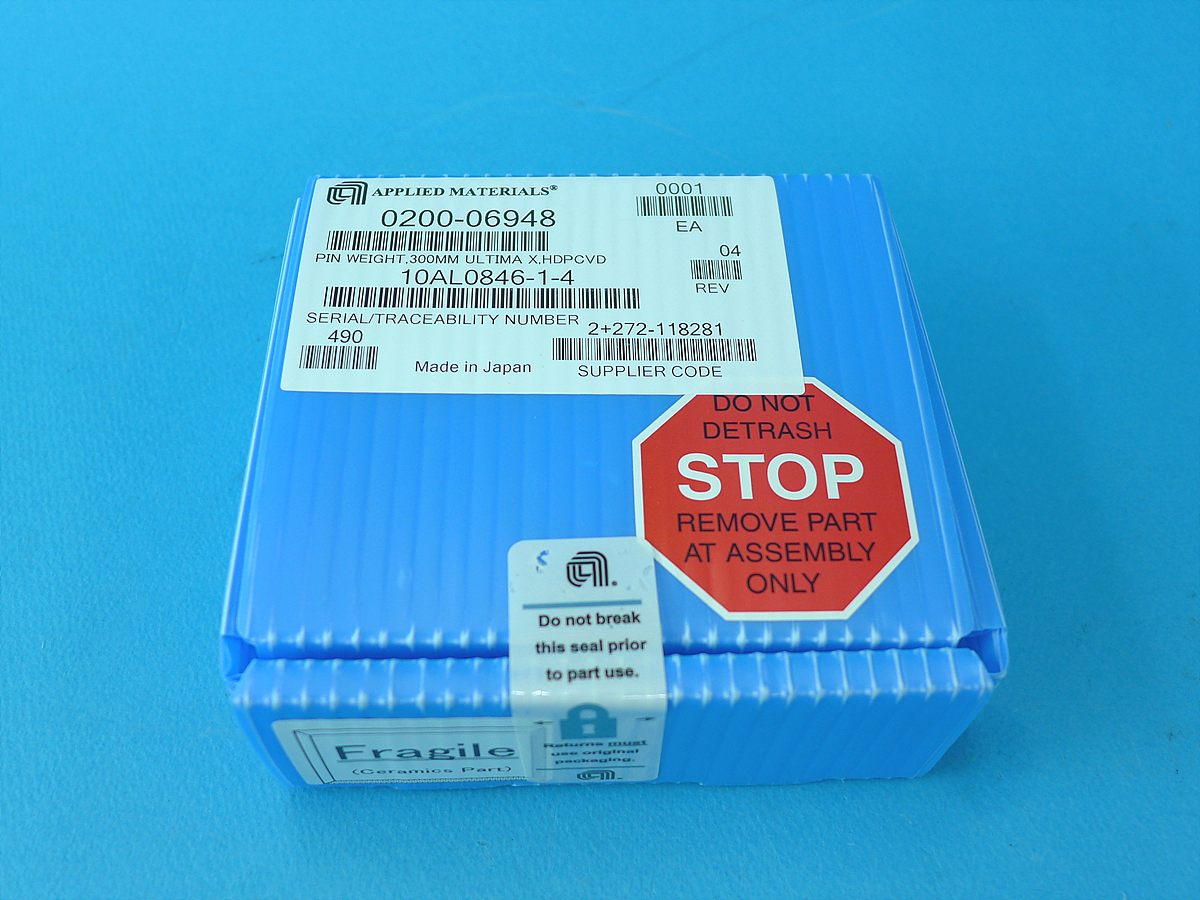 APPLIED MATERIALS®
0200-06948
PIN WEIGHT,300MM ULTIMA X,HDPCVD
10AL0846-1-4
SERIAL/TRACEABILITY NUMBER
490
Made in Japan
0001
EA
04
REV
2+272-118281
SUPPLIER CODE
DO NOT
DETRASH
STOP
REMOVE PART
AT ASSEMBLY
ONLY
Do not break
this seal prior
to part use.
Returns must
use original
packaging.
Fragile
(Ceramics Part)